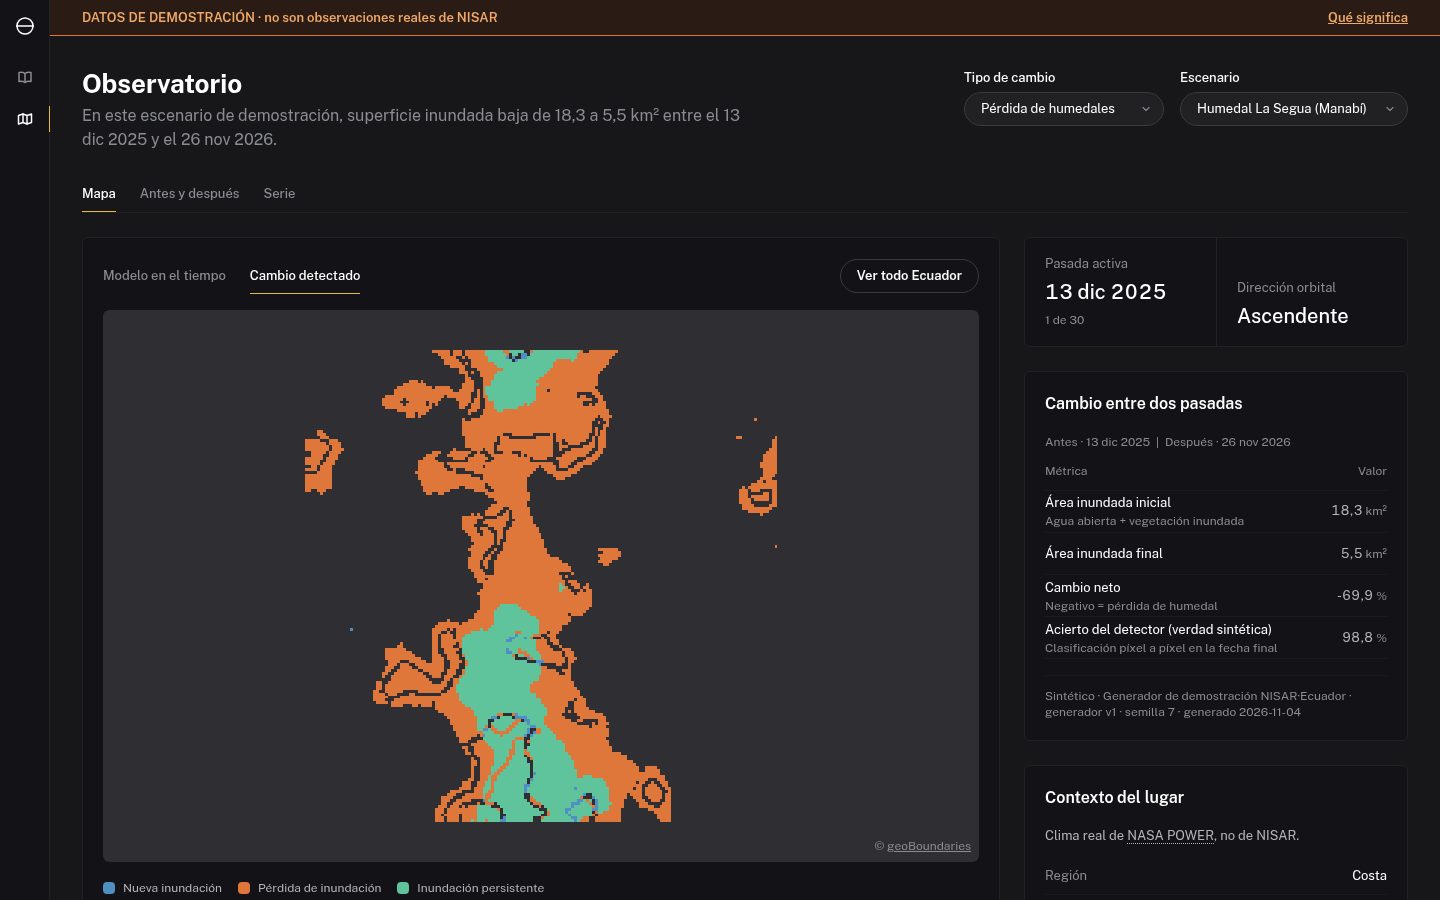 DATOS DE DEMOSTRACIÓN · no son observaciones reales de NISAR
Qué significa
Observatorio
En este escenario de demostración, superficie inundada baja de 18,3 a 5,5 km² entre el 13
dic 2025 y el 26 nov 2026.
Tipo de cambio
Pérdida de humedales
Escenario
Humedal La Segua (Manabí)
Mapa
Antes y después
Serie
Modelo en el tiempo
Cambio detectado
Ver todo Ecuador
© geoBoundaries
Nueva inundación
Pérdida de inundación
Inundación persistente
Pasada activa
13 dic 2025
1 de 30
Dirección orbital
Ascendente
Cambio entre dos pasadas
Antes · 13 dic 2025 | Después · 26 nov 2026
Métrica Valor
Área inundada inicial
Agua abierta + vegetación inundada
18,3 km²
Área inundada final 5,5 km²
Cambio neto
Negativo = pérdida de humedal
-69,9 %
Acierto del detector (verdad sintética)
Clasificación píxel a píxel en la fecha final
98,8 %
Sintético · Generador de demostración NISAR·Ecuador ·
generador v1 · semilla 7 · generado 2026-11-04
Contexto del lugar
Clima real de NASA POWER, no de NISAR.
Región Costa